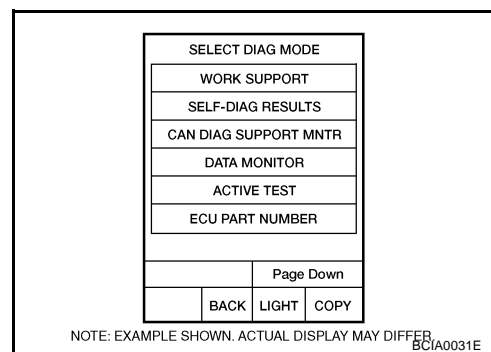 SELECT DIAG MODE
WORK SUPPORT
SELF-DIAG RESULTS
CAN DIAG SUPPORT MNTR
DATA MONITOR
ACTIVE TEST
ECU PART NUMBER
Page Down
BACK LIGHT COPY
NOTE: EXAMPLE SHOWN. ACTUAL DISPLAY MAY DIFFER.
BCIA0031E